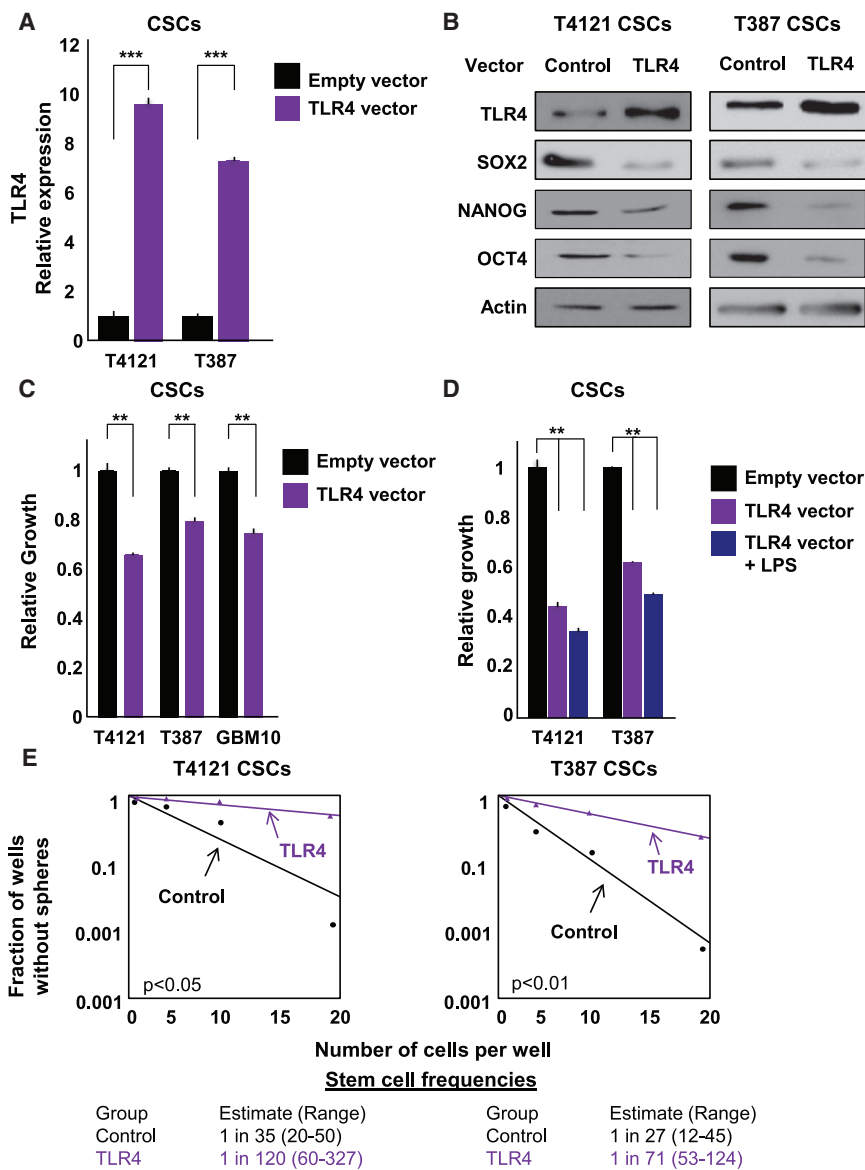 A
CSCs
TLR4
Relative expression
12
10
8
6
4
2
0
***
***
T4121
T387
Empty vector
TLR4 vector
B
T4121 CSCs
T387 CSCs
Vector
Control
TLR4
Control
TLR4
TLR4
SOX2
NANOG
OCT4
Actin
C
CSCs
Relative Growth
1
0.8
0.6
0.4
0.2
0
**
**
**
T4121
T387
GBM10
Empty vector
TLR4 vector
D
CSCs
Relative growth
1
0.8
0.6
0.4
0.2
0
**
**
T4121
T387
Empty vector
TLR4 vector
TLR4 vector
+ LPS
E
T4121 CSCs
Fraction of wells
without spheres
1
0.1
0.001
0.001
TLR4
Control
p<0.05
0
5
10
15
20
T387 CSCs
1
0.1
0.001
0.001
TLR4
Control
p<0.01
0
5
10
15
20
Number of cells per well
Stem cell frequencies
Group Estimate (Range)
Control 1 in 35 (20-50)
TLR4 1 in 120 (60-327)
Group Estimate (Range)
Control 1 in 27 (12-45)
TLR4 1 in 71 (53-124)